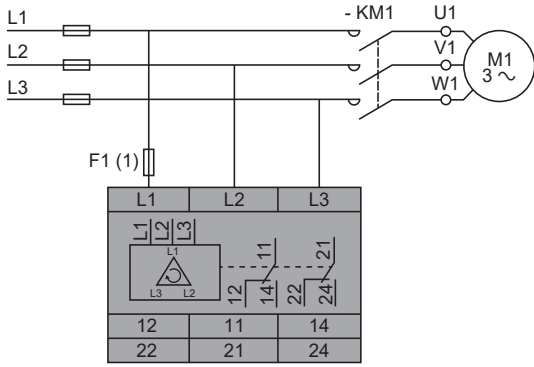 L1 - KM1 U1
L2 V1
L3 W1
M1
3 ~
F1 (1)
L1 L2 L3
L1 L2 L3
L1
L3 L2
11 21
12 14 22 24
12 11 14
22 21 24